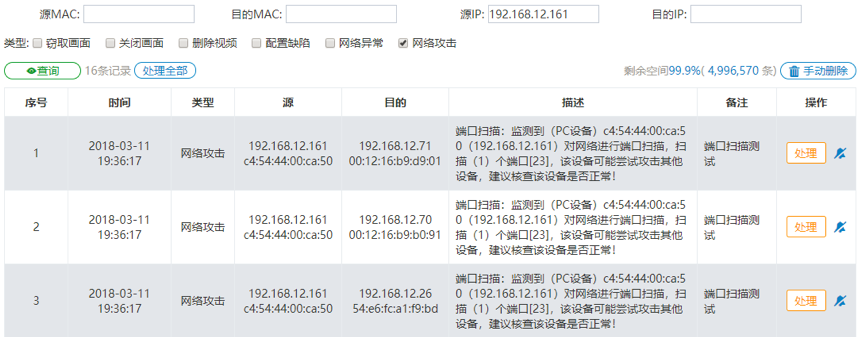 源MAC: 目的MAC: 源IP: 192.168.12.161 目的IP:
类型: 窃取画面 关闭画面 删除视频 配置缺陷 网络异常 网络攻击
查询 16条记录 处理全部 剩余空间99.9%( 4,996,570 条) 手动删除
序号 时间 类型 源 目的 描述 备注 操作
1
2018-03-11
19:36:17
网络攻击
192.168.12.161
c4:54:44:00:ca:50
192.168.12.71
00:12:16:b9:d9:01
端口扫描：监测到（PC设备）c4:54:44:00:ca:5
0（192.168.12.161）对网络进行端口扫描，扫
描（1）个端口[23]，该设备可能尝试攻击其他
设备，建议核查该设备是否正常!
端口扫描测
试
处理
2
2018-03-11
19:36:17
网络攻击
192.168.12.161
c4:54:44:00:ca:50
192.168.12.70
00:12:16:b9:b0:91
端口扫描：监测到（PC设备）c4:54:44:00:ca:5
0（192.168.12.161）对网络进行端口扫描，扫
描（1）个端口[23]，该设备可能尝试攻击其他
设备，建议核查该设备是否正常!
端口扫描测
试
处理
3
2018-03-11
19:36:17
网络攻击
192.168.12.161
c4:54:44:00:ca:50
192.168.12.26
54:e6:fc:a1:f9:bd
端口扫描：监测到（PC设备）c4:54:44:00:ca:5
0（192.168.12.161）对网络进行端口扫描，扫
描（1）个端口[23]，该设备可能尝试攻击其他
设备，建议核查该设备是否正常!
端口扫描测
试
处理